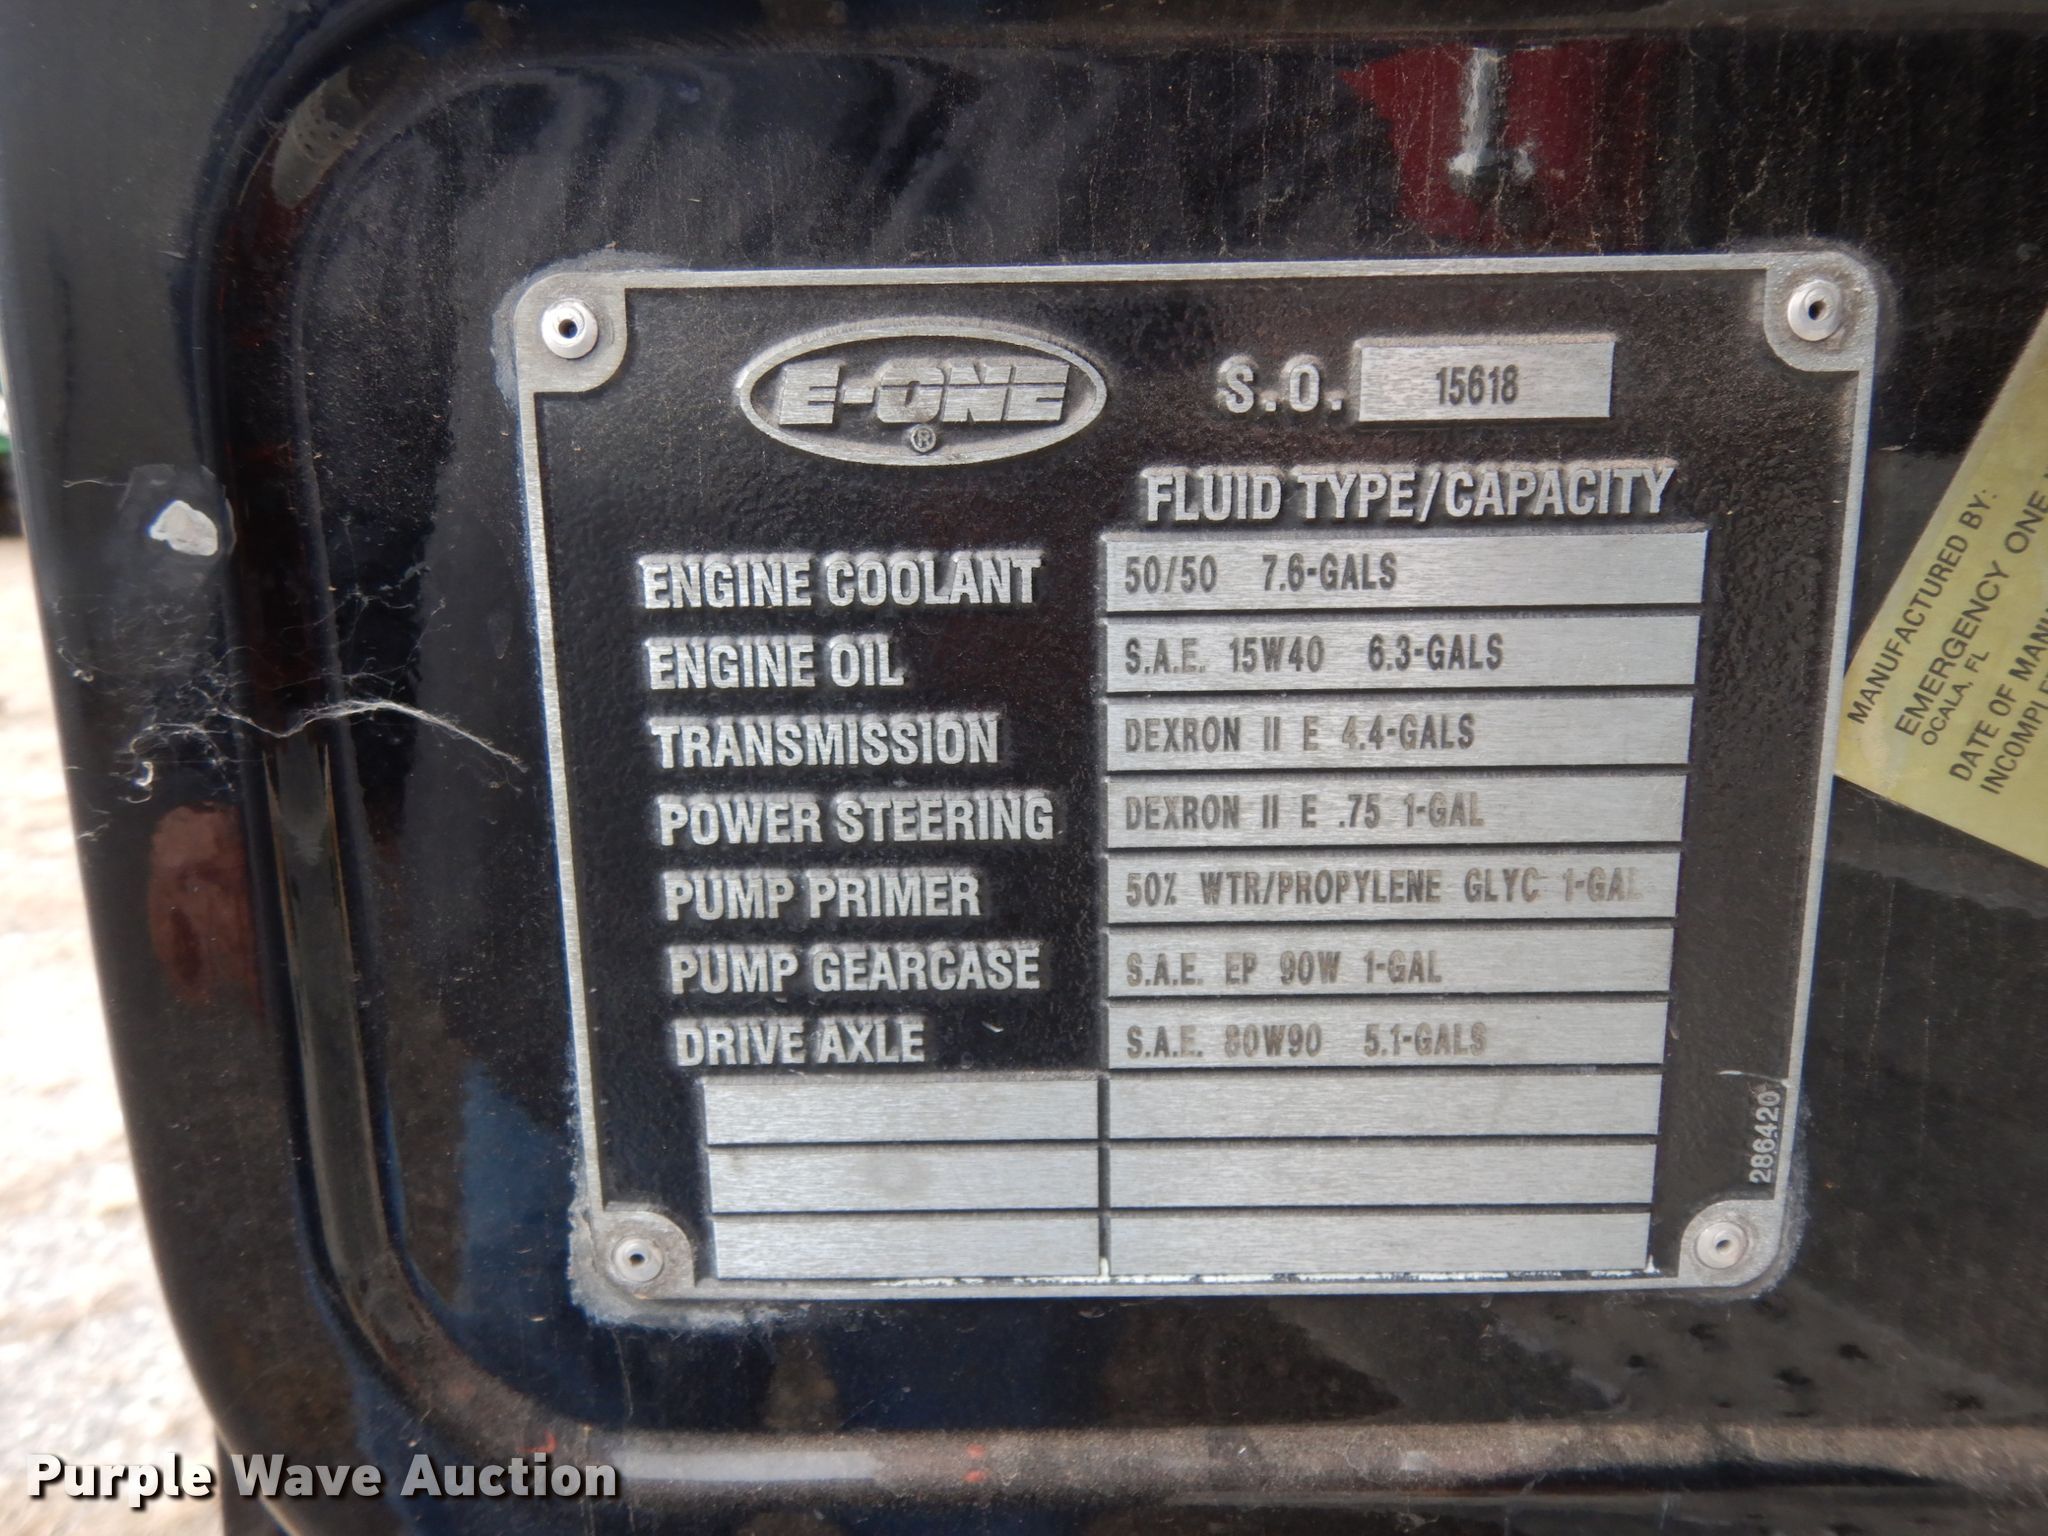 E-ONE
®
S.O. 15618
FLUID TYPE/CAPACITY
ENGINE COOLANT 50/50 7.6-GALS
ENGINE OIL S.A.E. 15W40 6.3-GALS
TRANSMISSION DEXRON II E 4.4-GALS
POWER STEERING DEXRON II E .75 1-GAL
PUMP PRIMER 50% WTR/PROPYLENE GLYC 1-GAL
PUMP GEARCASE S.A.E. EP 90W 1-GAL
DRIVE AXLE S.A.E. 80W90 5.1-GALS
286420
MANUFACTURED BY:
EMERGENCY ONE
OCALA, FL
DATE OF
Purple Wave Auction